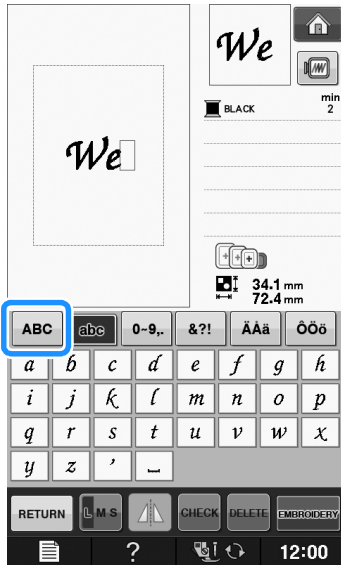 We
We
BLACK
min
2
34.1 mm
72.4 mm
ABC abc 0~9,. &?! ÄÅä ÔÖö
a b c d e f g h
i j k l m n o p
q r s t u v w x
y z ’ ⎵
RETURN L M S CHECK DELETE EMBROIDERY
? 12:00